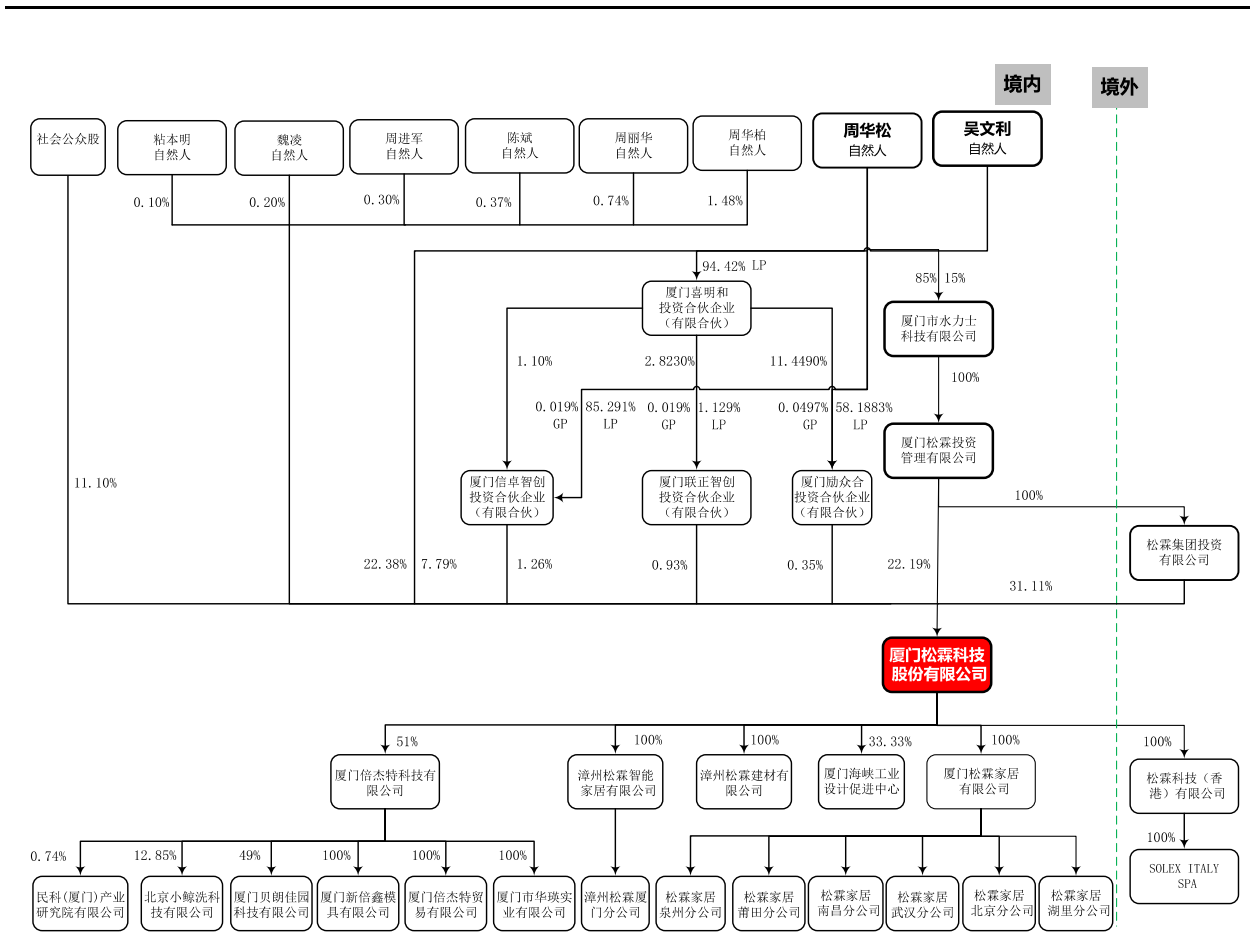 境内
境外
社会公众股
粘本明
自然人
魏凌
自然人
周进军
自然人
陈斌
自然人
周丽华
自然人
周华柏
自然人
周华松
自然人
吴文利
自然人
0.10%
0.20%
0.30%
0.37%
0.74%
1.48%
94.42% LP
85% 15%
厦门喜明和
投资合伙企业
（有限合伙）
厦门市水力士
科技有限公司
1.10%
2.8230%
11.4490%
100%
0.019%
GP
85.291%
LP
0.019%
GP
1.129%
LP
0.0497%
GP
58.1883%
LP
厦门松霖投资
管理有限公司
11.10%
厦门信卓智创
投资合伙企业
（有限合伙）
厦门联正智创
投资合伙企业
（有限合伙）
厦门励众合
投资合伙企业
（有限合伙）
100%
松霖集团投资
有限公司
22.38%
7.79%
1.26%
0.93%
0.35%
22.19%
31.11%
厦门松霖科技
股份有限公司
51%
100%
100%
33.33%
100%
100%
厦门倍杰特科技有
限公司
漳州松霖智能
家居有限公司
漳州松霖建材有
限公司
厦门海峡工业
设计促进中心
厦门松霖家居
有限公司
松霖科技（香
港）有限公司
0.74%
12.85%
49%
100%
100%
100%
100%
民科(厦门)产业
研究院有限公司
北京小鲸洗科
技有限公司
厦门贝朗佳园
科技有限公司
厦门新倍鑫模
具有限公司
厦门倍杰特贸
易有限公司
厦门市华瑛实
业有限公司
漳州松霖厦
门分公司
松霖家居
泉州分公司
松霖家居
莆田分公司
松霖家居
南昌分公司
松霖家居
武汉分公司
松霖家居
北京分公司
松霖家居
湖里分公司
SOLEX ITALY
SPA